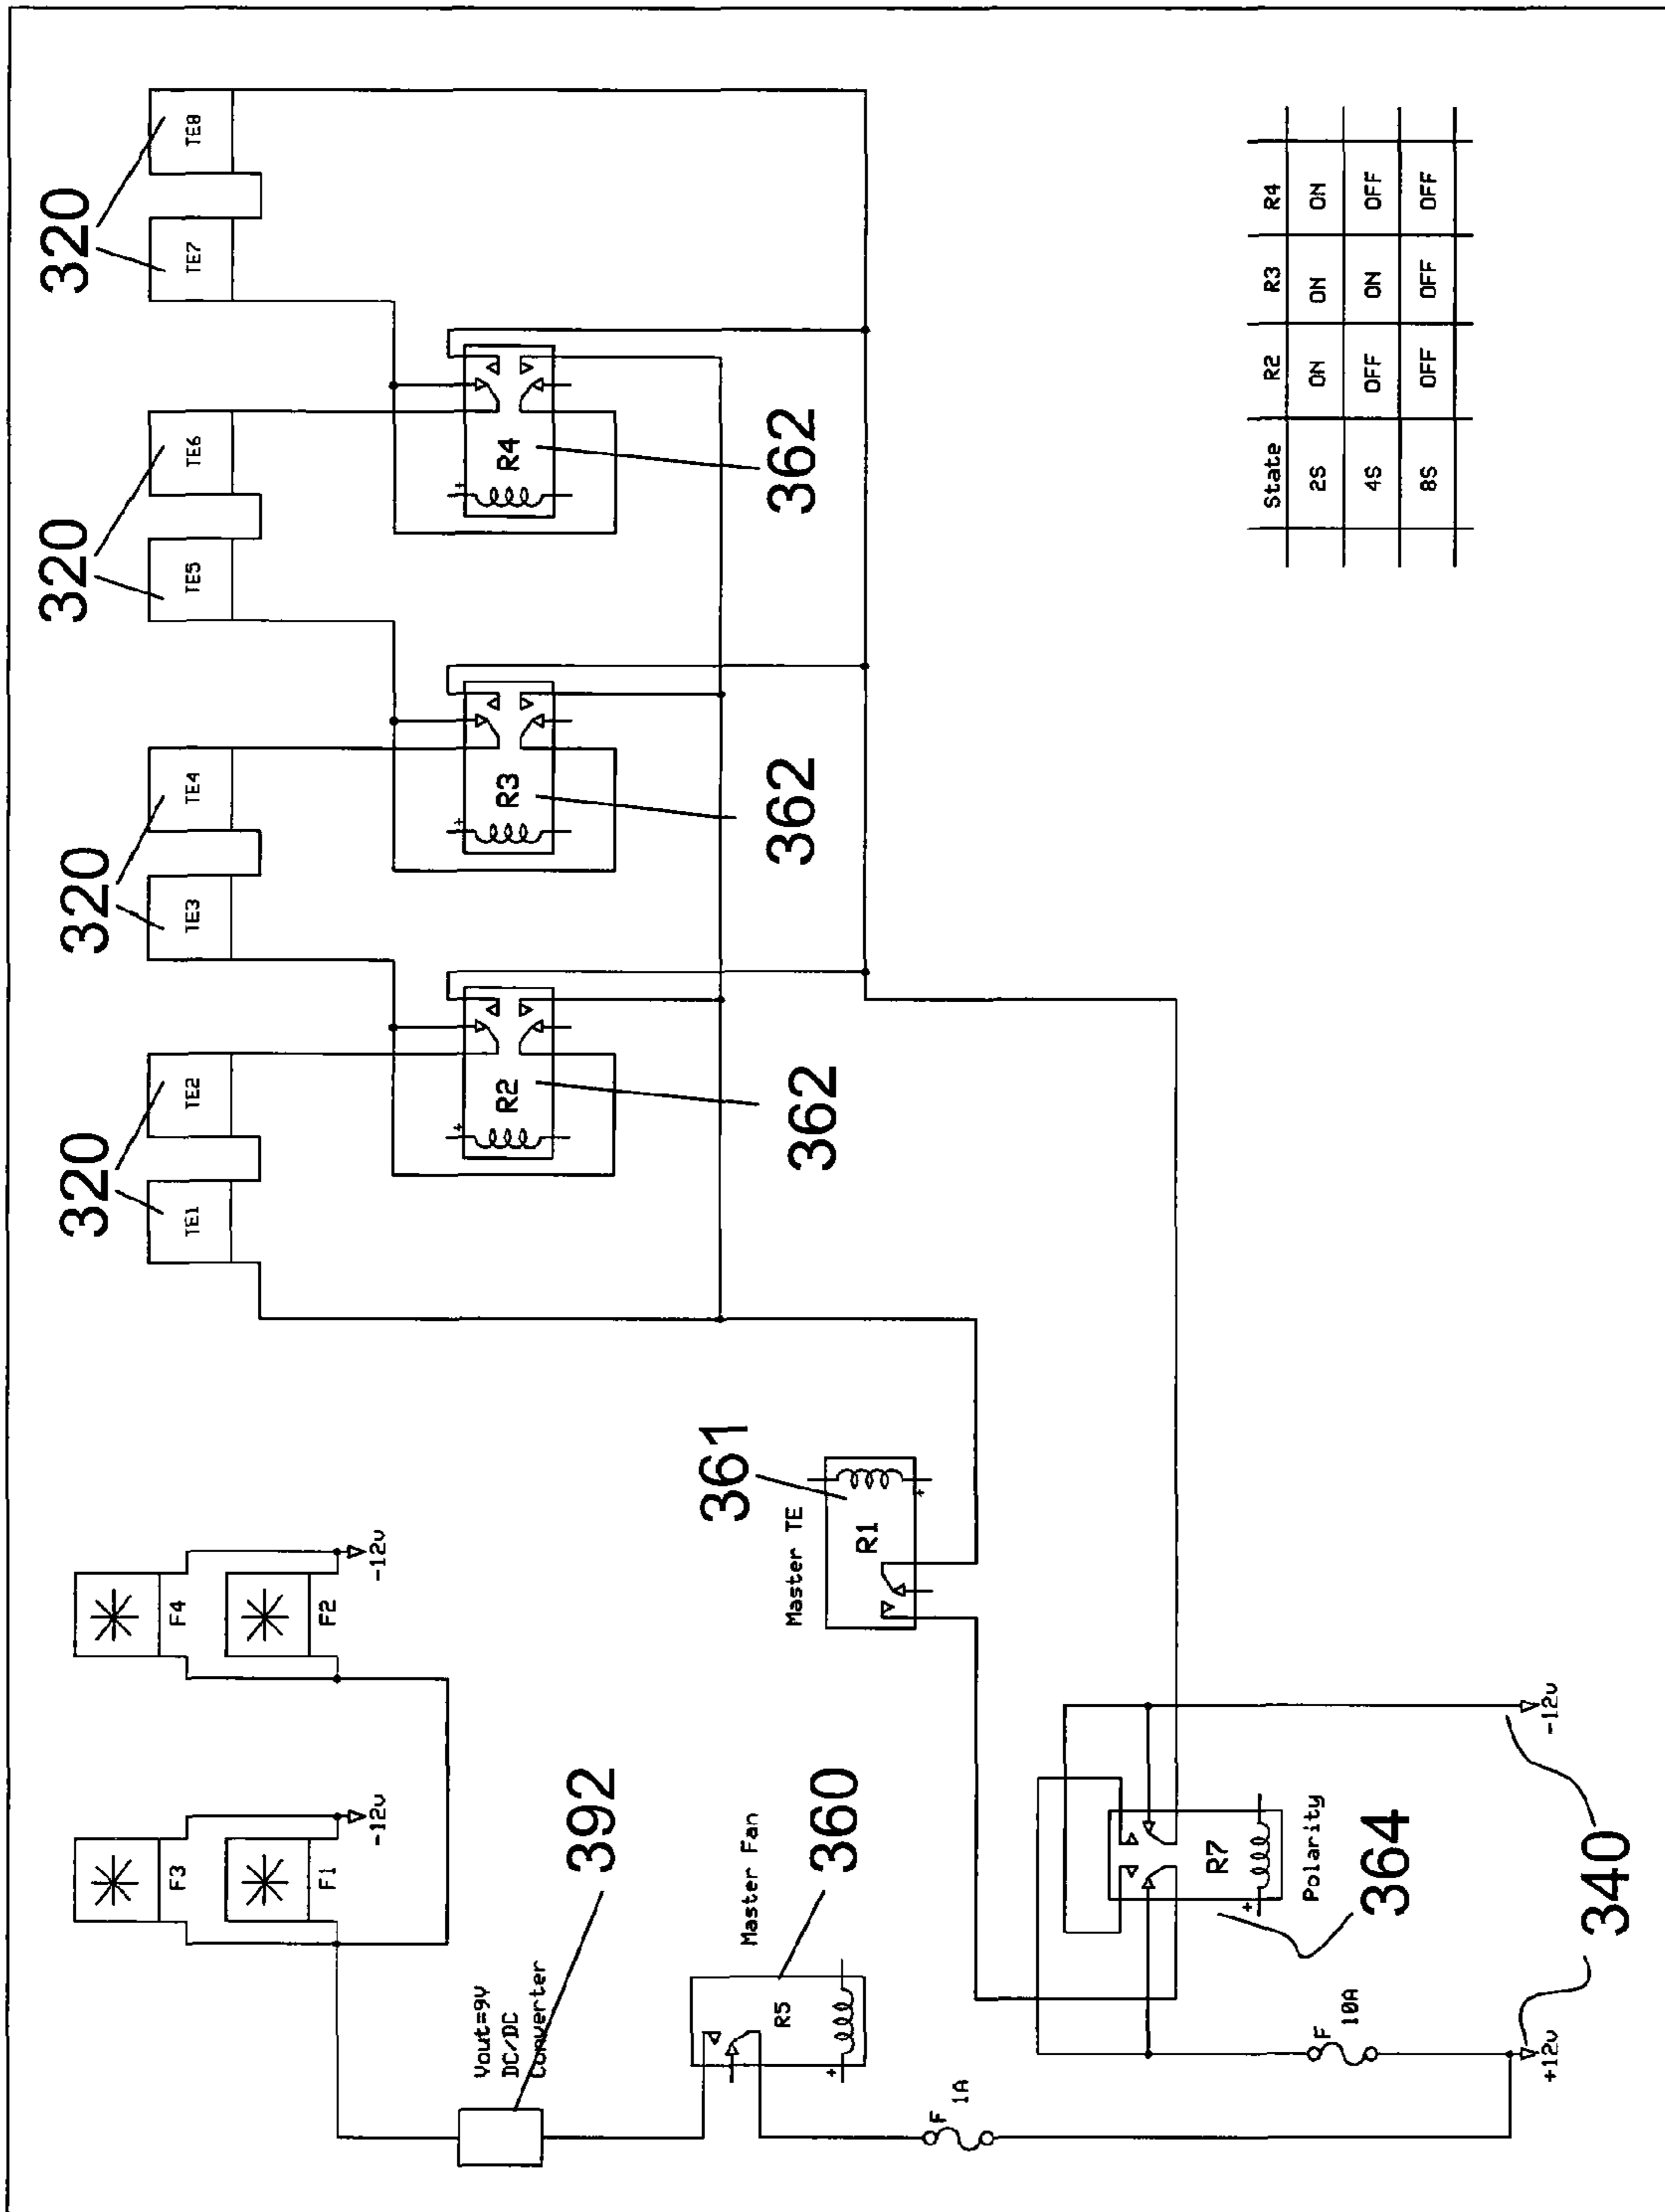 320
320
320
320
TE1
TE2
TE3
TE4
TE5
TE6
TE7
TE8
F3
F4
F1
F2
-12v
-12v
Vout=9V
DC/DC
Converter
392
Master Fan
R5
360
+
F
1A
Master TE
361
R1
+
R2
+
362
R3
+
362
R4
+
362
R7
+
Polarity
364
F
10A
+12v
-12v
340
State R2 R3 R4
2S ON ON ON
4S OFF ON OFF
8S OFF OFF OFF